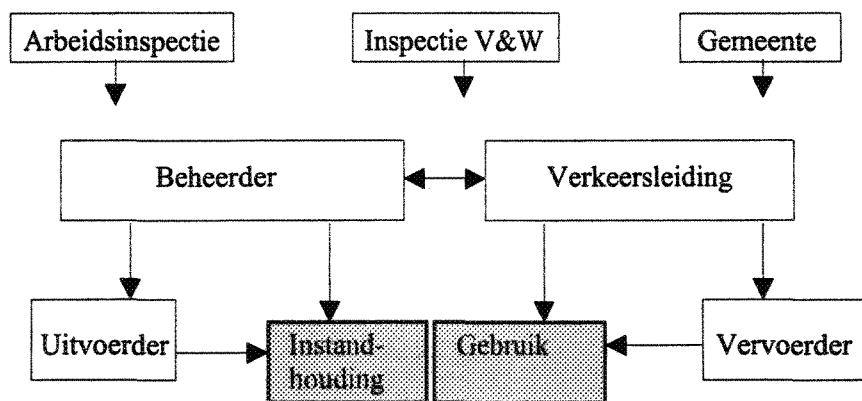 Arbeidsinspectie
Inspectie V&W
Gemeente
Beheerder
Verkeersleiding
Uitvoerder
Instand-
houding
Gebruik
Vervoerder